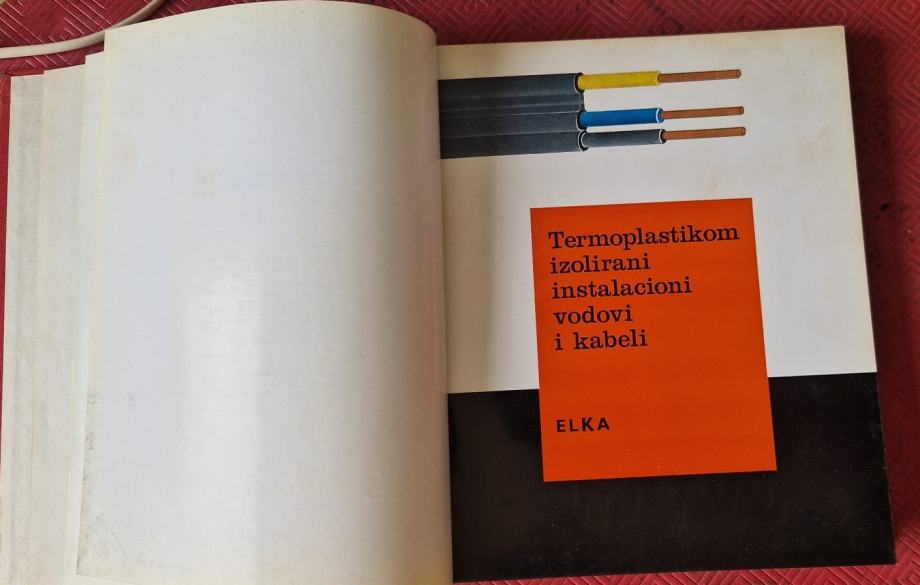 Termoplastikom
izolirani
instalacioni
vodovi
i kabeli
ELKA